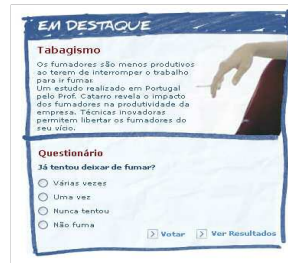 EM DESTAQUE
Tabagismo
Os fumadores são menos produtivos
ao terem de interromper o trabalho
para ir fumar.
Um estudo realizado em Portugal
pelo Prof. Catarro revela o impacto
dos fumadores na produtividade da
empresa. Técnicas inovadoras
permitem libertar os fumadores do
seu vício.
Questionário
Já tentou deixar de fumar?
Várias vezes
Uma vez
Nunca tentou
Não fuma
Votar Ver Resultados